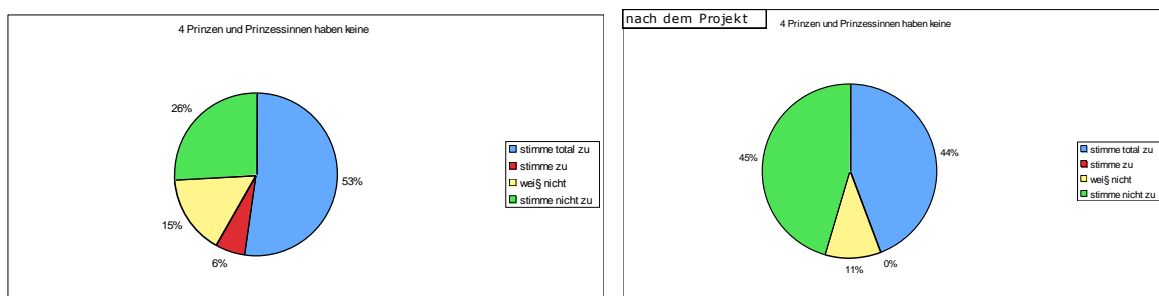 4 Prinzen und Prinzessinnen haben keine
26%
53%
15%
6%
stimme total zu
stimme zu
wei§ nicht
stimme nicht zu
nach dem Projekt
4 Prinzen und Prinzessinnen haben keine
45%
44%
11%
0%
stimme total zu
stimme zu
wei§ nicht
stimme nicht zu